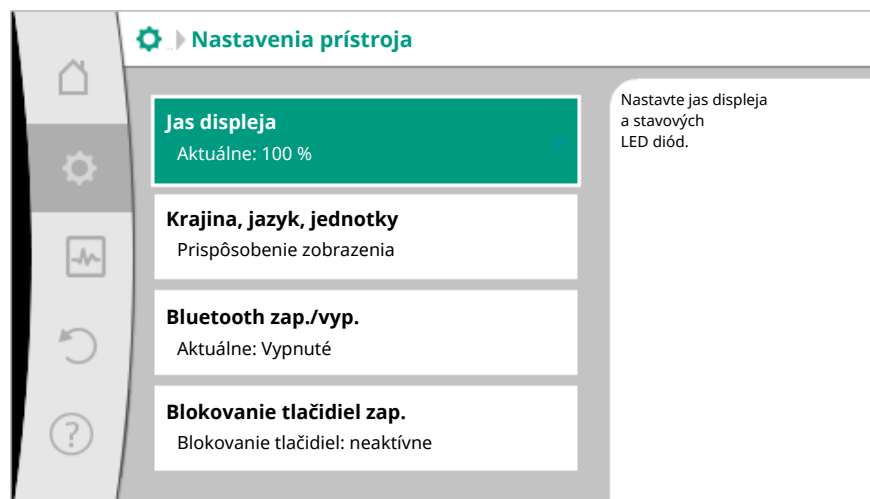 Nastavenia prístroja
Jas displeja
Aktuálne: 100 %
Krajina, jazyk, jednotky
Prispôsobenie zobrazenia
Bluetooth zap./vyp.
Aktuálne: Vypnuté
Blokovanie tlačidiel zap.
Blokovanie tlačidiel: neaktívne
Nastavte jas displeja
a stavových
LED diód.